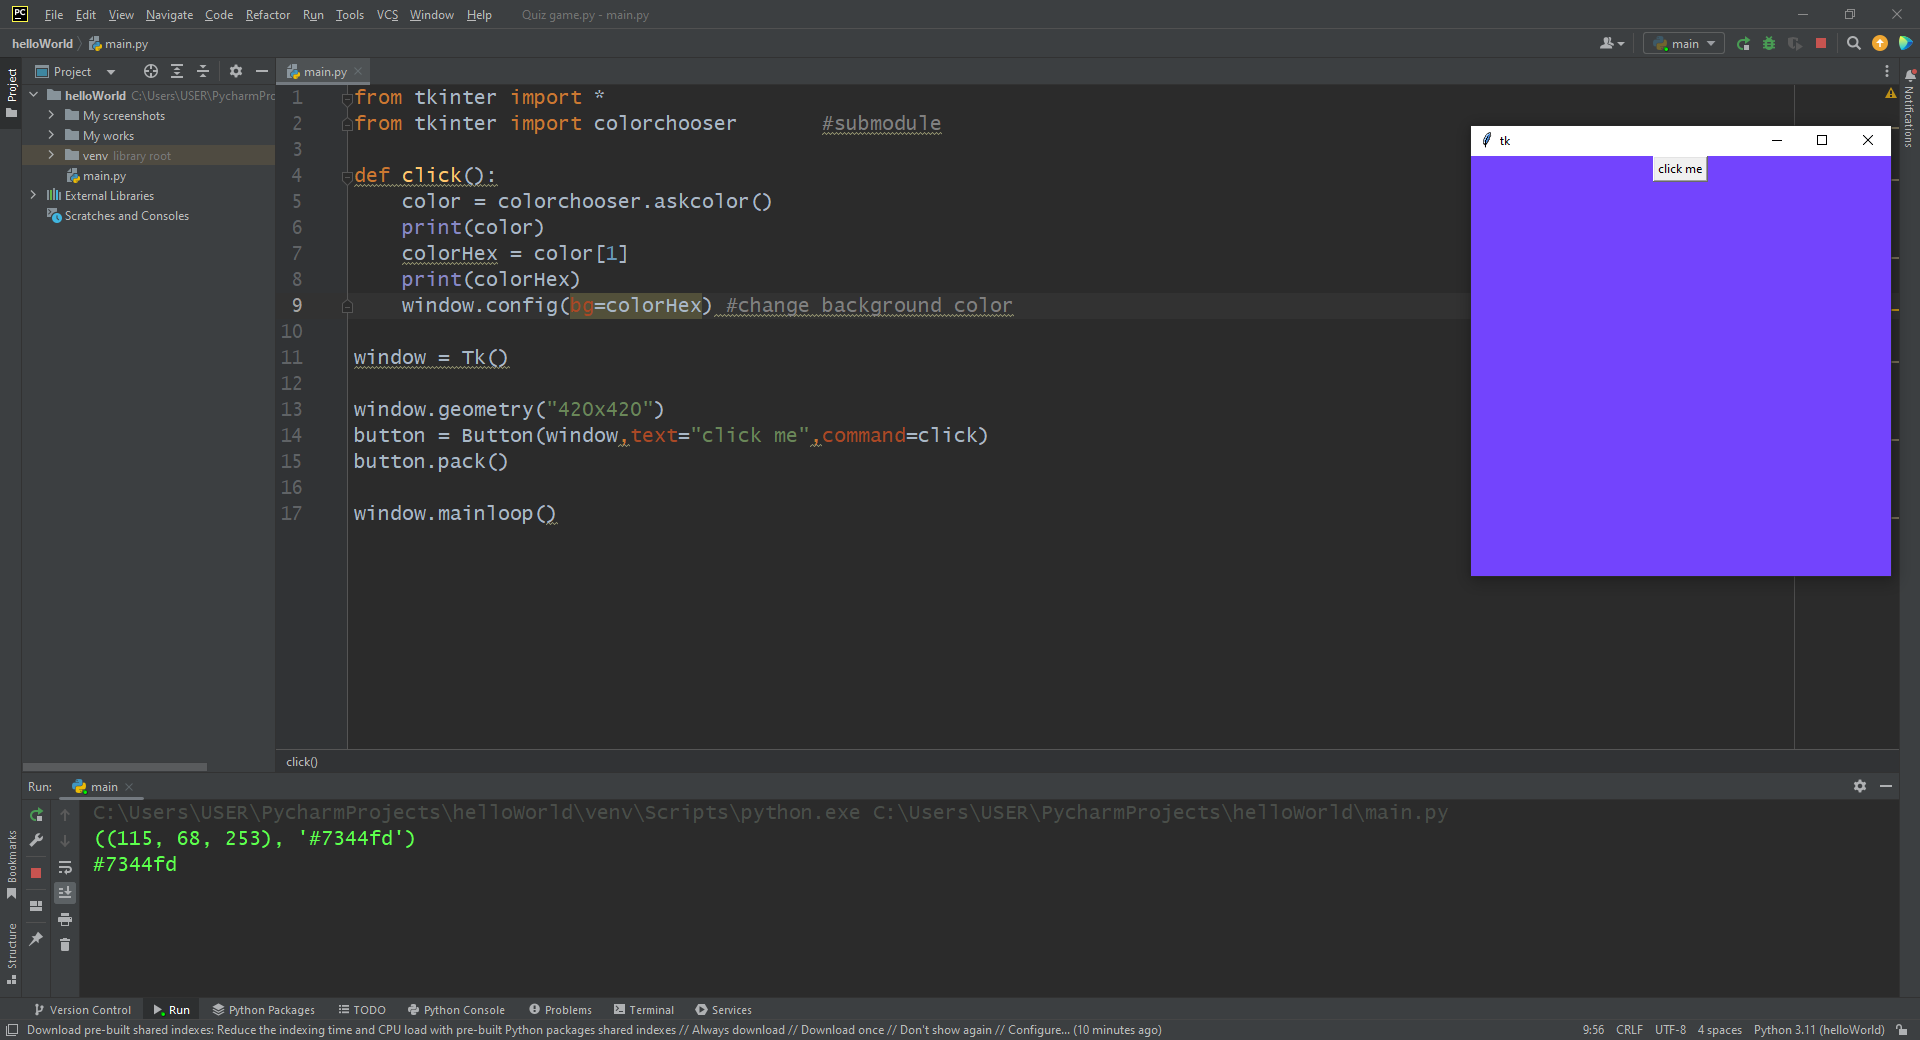 PC File Edit View Navigate Code Refactor Run Tools VCS Window Help Quiz game.py - main.py
helloWorld main.py
main
Project
Project
main.py
helloWorld C:\Users\USER\PycharmPro
My screenshots
My works
venv library root
main.py
External Libraries
Scratches and Consoles
1 from tkinter import *
2 from tkinter import colorchooser #submodule
3
4 def click():
5 color = colorchooser.askcolor()
6 print(color)
7 colorHex = color[1]
8 print(colorHex)
9 window.config(bg=colorHex) #change background color
10
11 window = Tk()
12
13 window.geometry("420x420")
14 button = Button(window,text="click me",command=click)
15 button.pack()
16
17 window.mainloop()
tk
click me
Notifications
click()
Run: main
C:\Users\USER\PycharmProjects\helloWorld\venv\Scripts\python.exe C:\Users\USER\PycharmProjects\helloWorld\main.py
((115, 68, 253), '#7344fd')
#7344fd
Bookmarks
Structure
Version Control Run Python Packages TODO Python Console Problems Terminal Services
Download pre-built shared indexes: Reduce the indexing time and CPU load with pre-built Python packages shared indexes // Always download // Download once // Don't show again // Configure... (10 minutes ago) 9:56 CRLF UTF-8 4 spaces Python 3.11 (helloWorld)